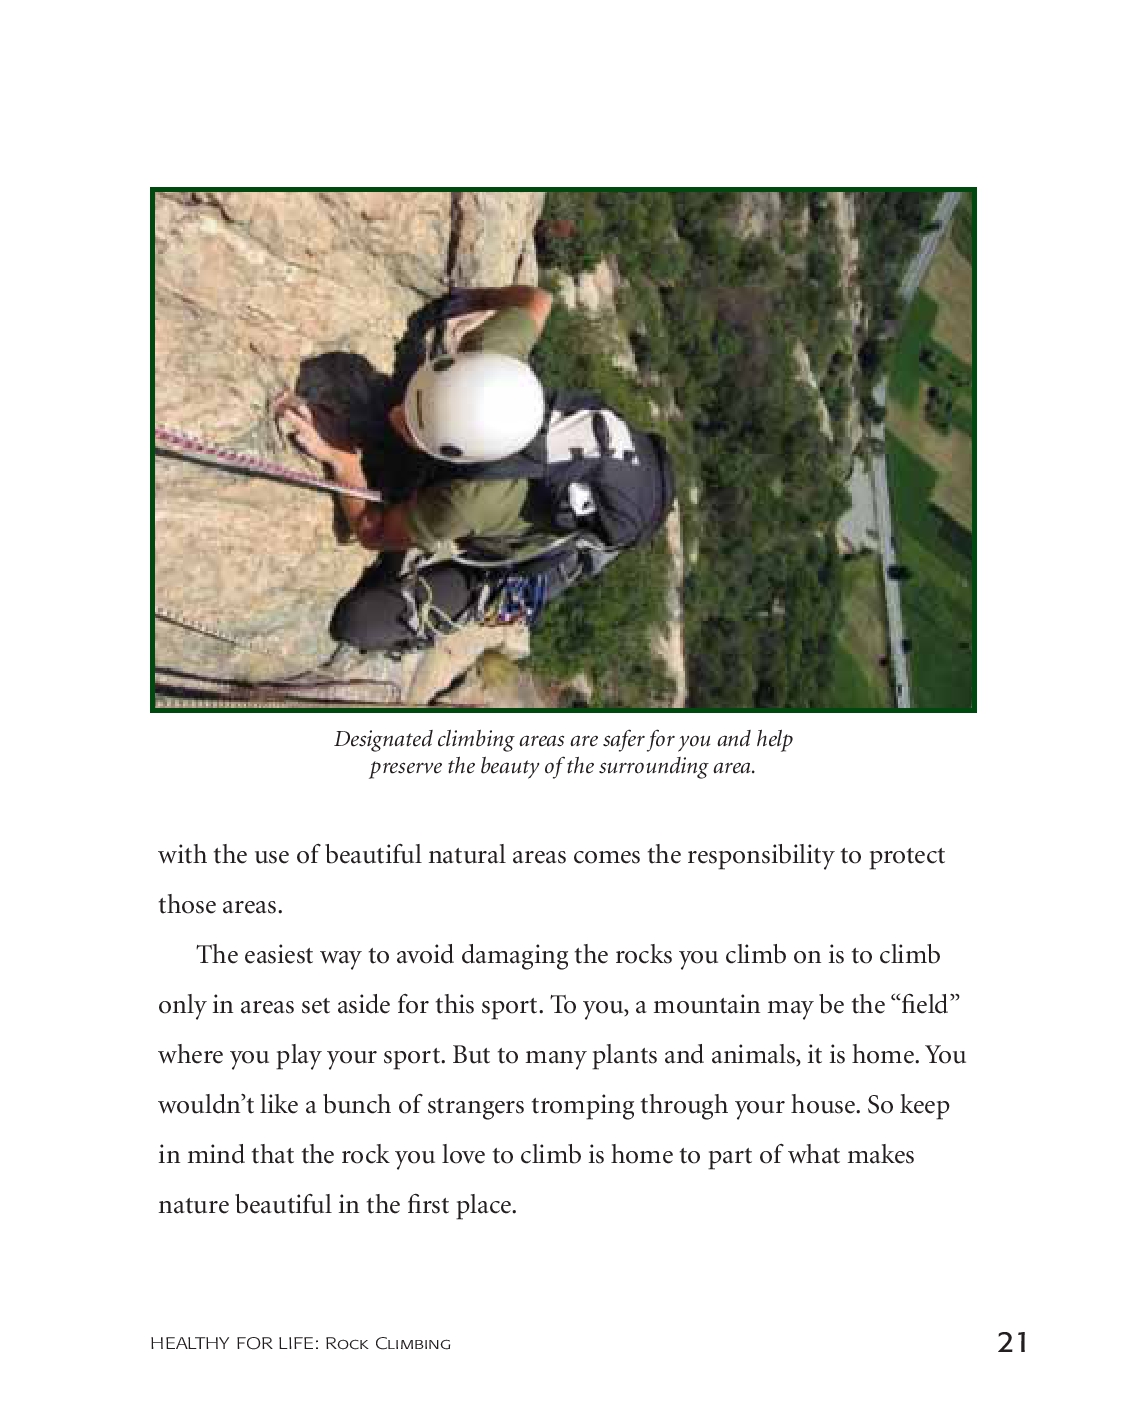 Designated climbing areas are safer for you and help
preserve the beauty of the surrounding area.
with the use of beautiful natural areas comes the responsibility to protect
those areas.
The easiest way to avoid damaging the rocks you climb on is to climb
only in areas set aside for this sport. To you, a mountain may be the “field”
where you play your sport. But to many plants and animals, it is home. You
wouldn’t like a bunch of strangers tromping through your house. So keep
in mind that the rock you love to climb is home to part of what makes
nature beautiful in the first place.
HEALTHY FOR LIFE: ROCK CLIMBING 21